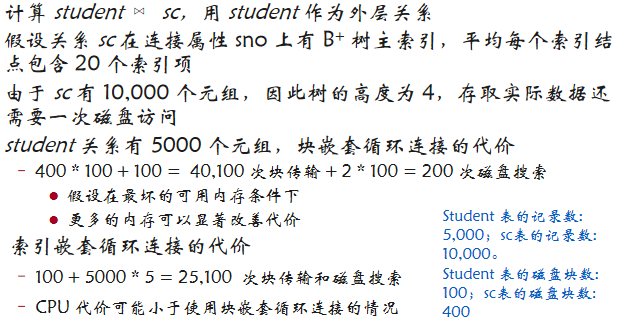 计算 student ⋈ sc，用 student 作为外层关系
假设关系 sc 在连接属性 sno 上有 B+ 树主索引，平均每个索引结
点包含 20 个索引项
由于 sc 有 10,000 个元组，因此树的高度为 4，存取实际数据还
需要一次磁盘访问
student 关系有 5000 个元组，块嵌套循环连接的代价
– 400 * 100 + 100 = 40,100 次块传输 + 2 * 100 = 200 次磁盘搜索
● 假设在最坏的可用内存条件下
● 更多的内存可以显著改善代价
索引嵌套循环连接的代价
– 100 + 5000 * 5 = 25,100 次块传输和磁盘搜索
– CPU 代价可能小于使用块嵌套循环连接的情况
Student 表的记录数:
5,000；sc表的记录数:
10,000。
Student 表的磁盘块数:
100；sc表的磁盘块数:
400